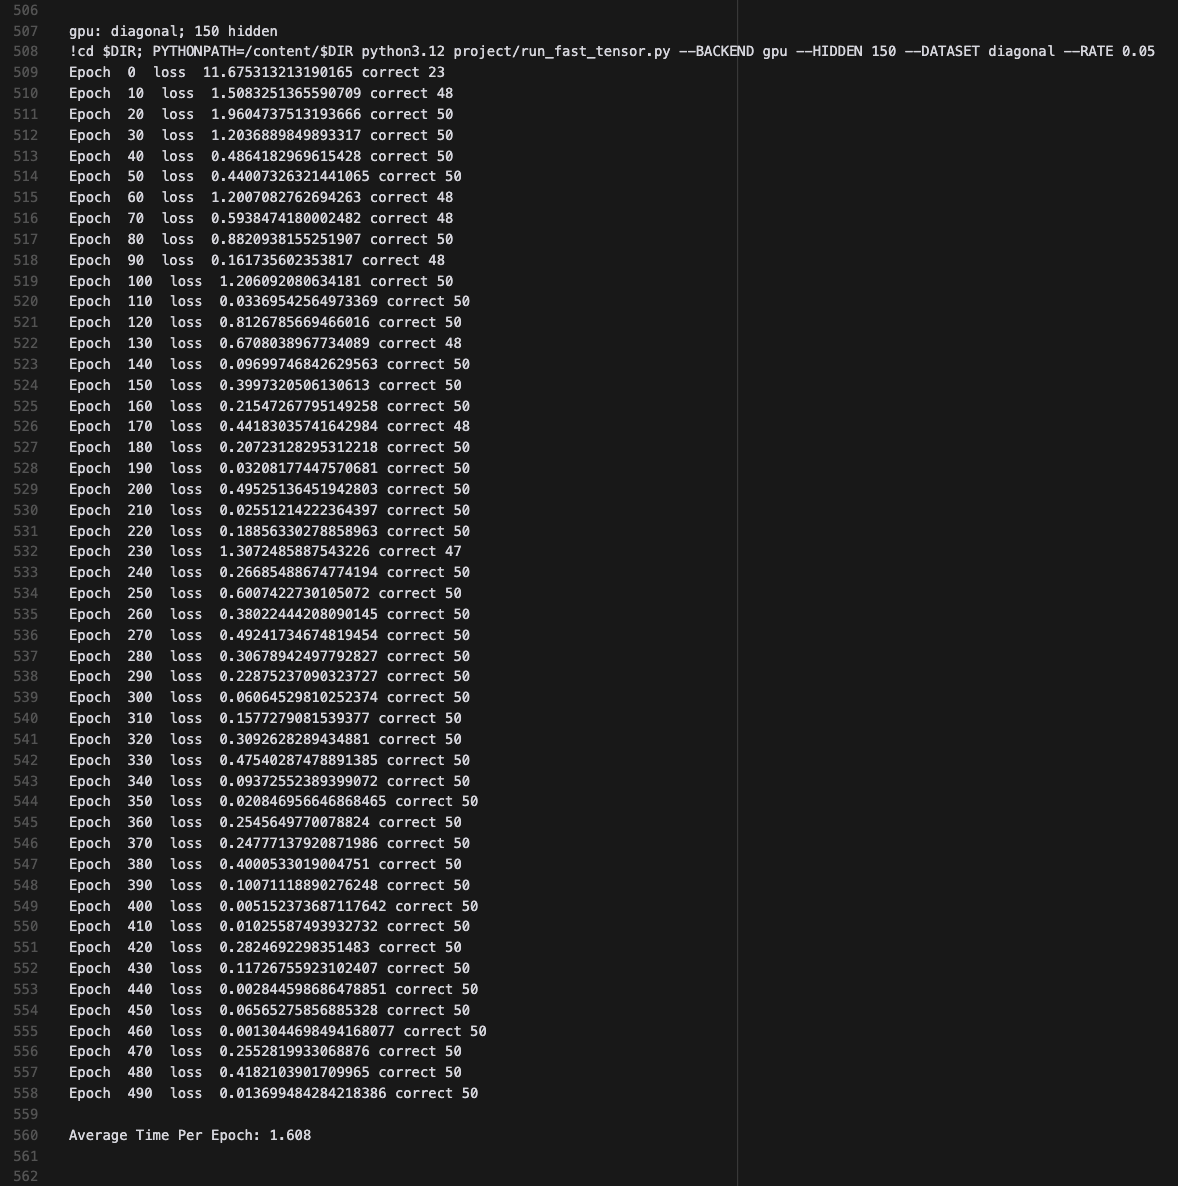 506
507 gpu: diagonal; 150 hidden
508 !cd $DIR; PYTHONPATH=/content/$DIR python3.12 project/run_fast_tensor.py --BACKEND gpu --HIDDEN 150 --DATASET diagonal --RATE 0.05
509 Epoch  0  loss  11.675313213190165 correct 23
510 Epoch  10  loss  1.5083251365590709 correct 48
511 Epoch  20  loss  1.9604737513193666 correct 50
512 Epoch  30  loss  1.2036889849893317 correct 50
513 Epoch  40  loss  0.4864182969615428 correct 50
514 Epoch  50  loss  0.44007326321441065 correct 50
515 Epoch  60  loss  1.2007082762694263 correct 48
516 Epoch  70  loss  0.5938474180002482 correct 48
517 Epoch  80  loss  0.8820938155251907 correct 50
518 Epoch  90  loss  0.161735602353817 correct 48
519 Epoch  100  loss  1.206092080634181 correct 50
520 Epoch  110  loss  0.03369542564973369 correct 50
521 Epoch  120  loss  0.8126785669466016 correct 50
522 Epoch  130  loss  0.6708038967734089 correct 48
523 Epoch  140  loss  0.09699746842629563 correct 50
524 Epoch  150  loss  0.3997320506130613 correct 50
525 Epoch  160  loss  0.21547267795149258 correct 50
526 Epoch  170  loss  0.44183035741642984 correct 48
527 Epoch  180  loss  0.20723128295312218 correct 50
528 Epoch  190  loss  0.03208177447570681 correct 50
529 Epoch  200  loss  0.49525136451942803 correct 50
530 Epoch  210  loss  0.02551214222364397 correct 50
531 Epoch  220  loss  0.18856330278858963 correct 50
532 Epoch  230  loss  1.3072485887543226 correct 47
533 Epoch  240  loss  0.26685488674774194 correct 50
534 Epoch  250  loss  0.6007422730105072 correct 50
535 Epoch  260  loss  0.38022444208090145 correct 50
536 Epoch  270  loss  0.49241734674819454 correct 50
537 Epoch  280  loss  0.30678942497792827 correct 50
538 Epoch  290  loss  0.22875237090323727 correct 50
539 Epoch  300  loss  0.06064529810252374 correct 50
540 Epoch  310  loss  0.1577279081539377 correct 50
541 Epoch  320  loss  0.3092628289434881 correct 50
542 Epoch  330  loss  0.47540287478891385 correct 50
543 Epoch  340  loss  0.09372552389399072 correct 50
544 Epoch  350  loss  0.020846956646868465 correct 50
545 Epoch  360  loss  0.2545649770078824 correct 50
546 Epoch  370  loss  0.24777137920871986 correct 50
547 Epoch  380  loss  0.4000533019004751 correct 50
548 Epoch  390  loss  0.10071118890276248 correct 50
549 Epoch  400  loss  0.005152373687117642 correct 50
550 Epoch  410  loss  0.01025587493932732 correct 50
551 Epoch  420  loss  0.2824692298351483 correct 50
552 Epoch  430  loss  0.11726755923102407 correct 50
553 Epoch  440  loss  0.002844598686478851 correct 50
554 Epoch  450  loss  0.06565275856885328 correct 50
555 Epoch  460  loss  0.0013044698494168077 correct 50
556 Epoch  470  loss  0.2552819933068876 correct 50
557 Epoch  480  loss  0.4182103901709965 correct 50
558 Epoch  490  loss  0.013699484284218386 correct 50
559
560 Average Time Per Epoch: 1.608
561
562